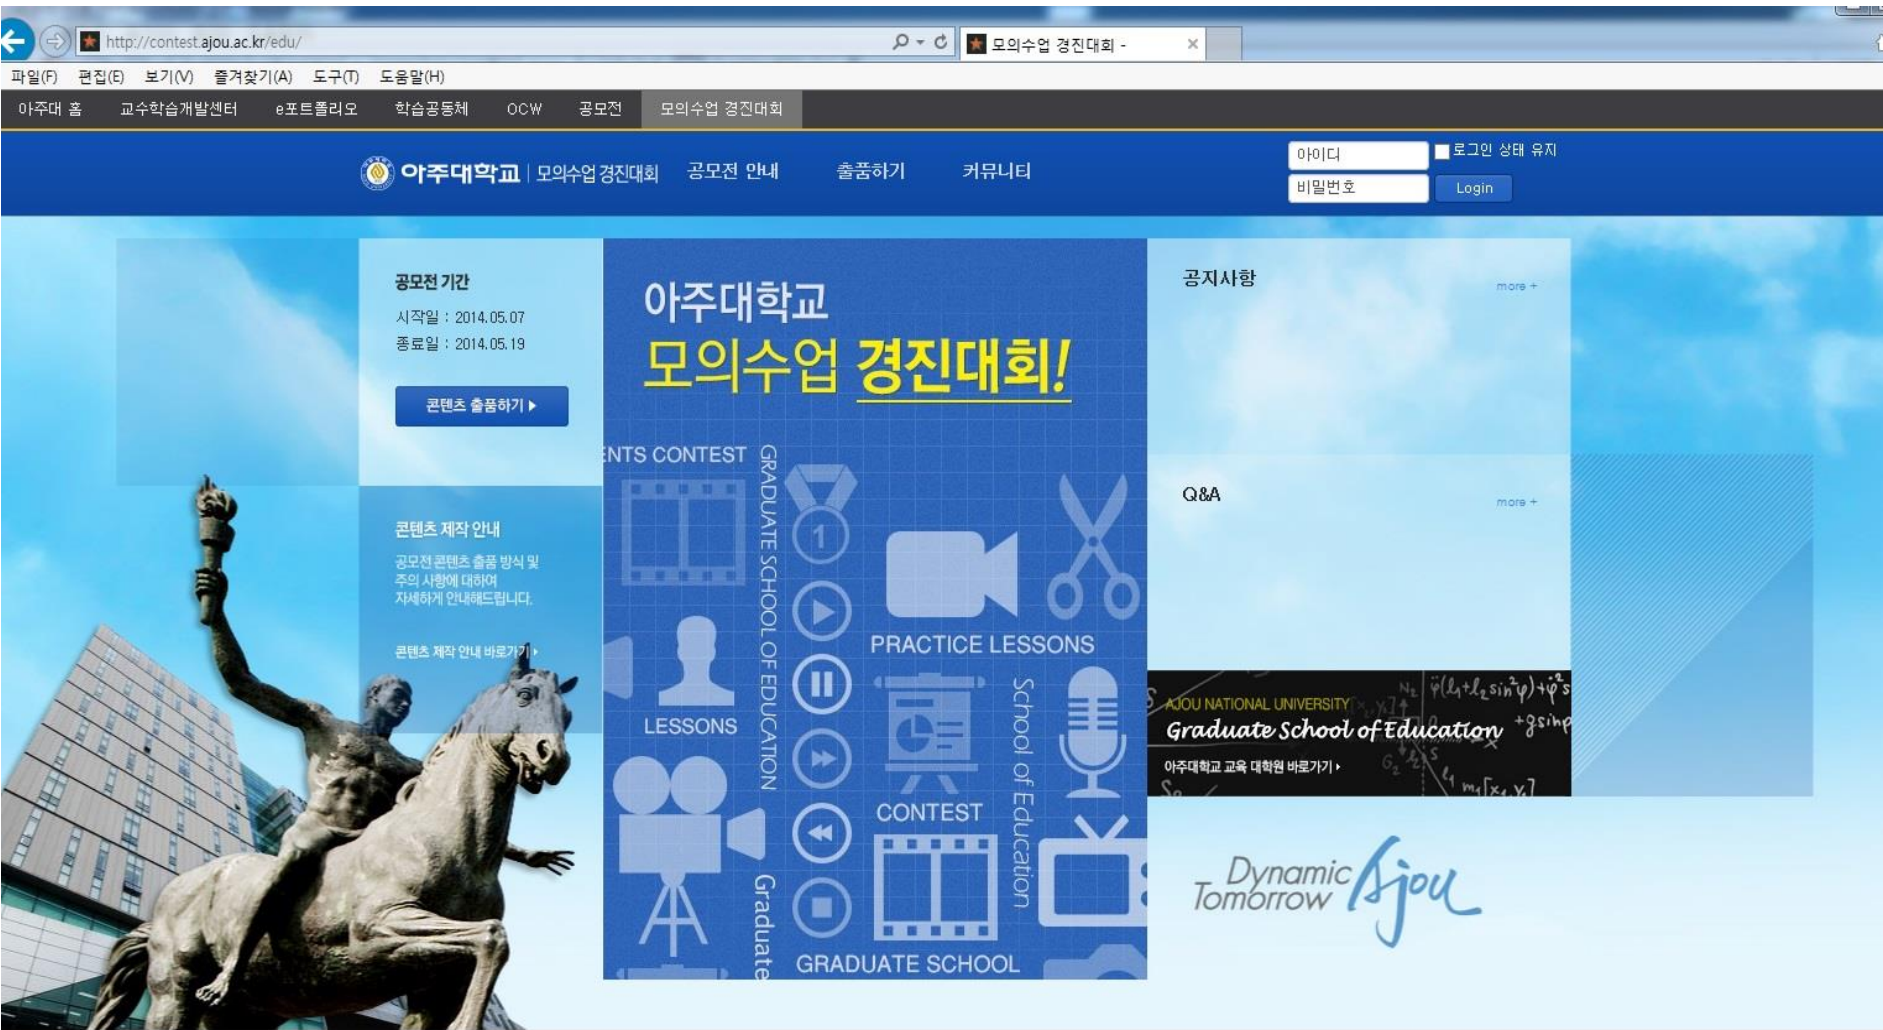 http://contest.ajou.ac.kr/edu/
모의수업 경진대회 -
파일(F) 편집(E) 보기(V) 즐겨찾기(A) 도구(T) 도움말(H)
아주대 홈 교수학습개발센터 e포트폴리오 학습공동체 OCW 공모전 모의수업 경진대회
아주대학교 모의수업 경진대회 공모전 안내 출품하기 커뮤니티
아이디 로그인 상태 유지
비밀번호 Login
공모전 기간
시작일 : 2014.05.07
종료일 : 2014.05.19
콘텐츠 출품하기
콘텐츠 제작 안내
공모전 콘텐츠 출품 방식 및
주의 사항에 대하여
자세하게 안내해드립니다.
콘텐츠 제작 안내 바로가기
아주대학교
모의수업 경진대회!
ENTS CONTEST
GRADUATE SCHOOL OF EDUCATION
1
PRACTICE LESSONS
LESSONS
School of Education
CONTEST
Graduate
GRADUATE SCHOOL
공지사항 more +
Q&A more +
AJOU NATIONAL UNIVERSITY
Graduate School of Education
아주대학교 교육 대학원 바로가기
Dynamic
Tomorrow Ajou